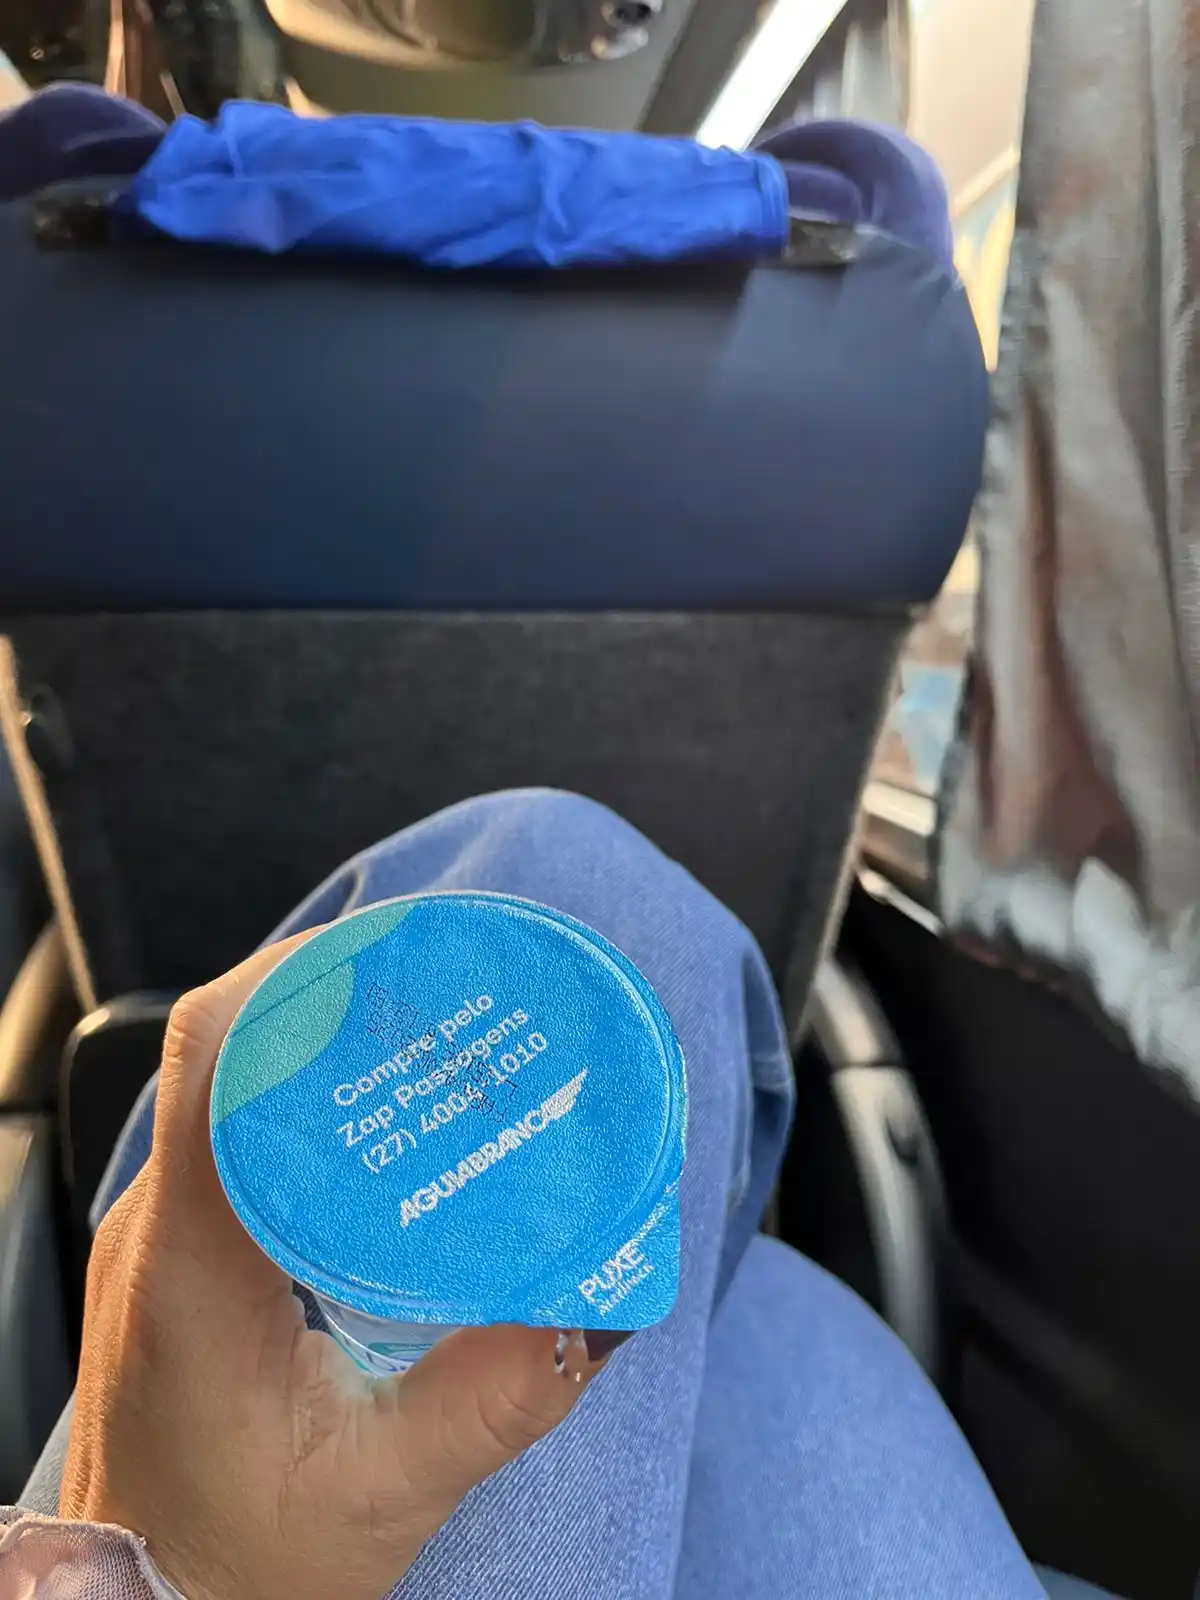 Compre pelo
Zap Passagens
(27) 4004-1010
AGUIABRANCA
PUXE